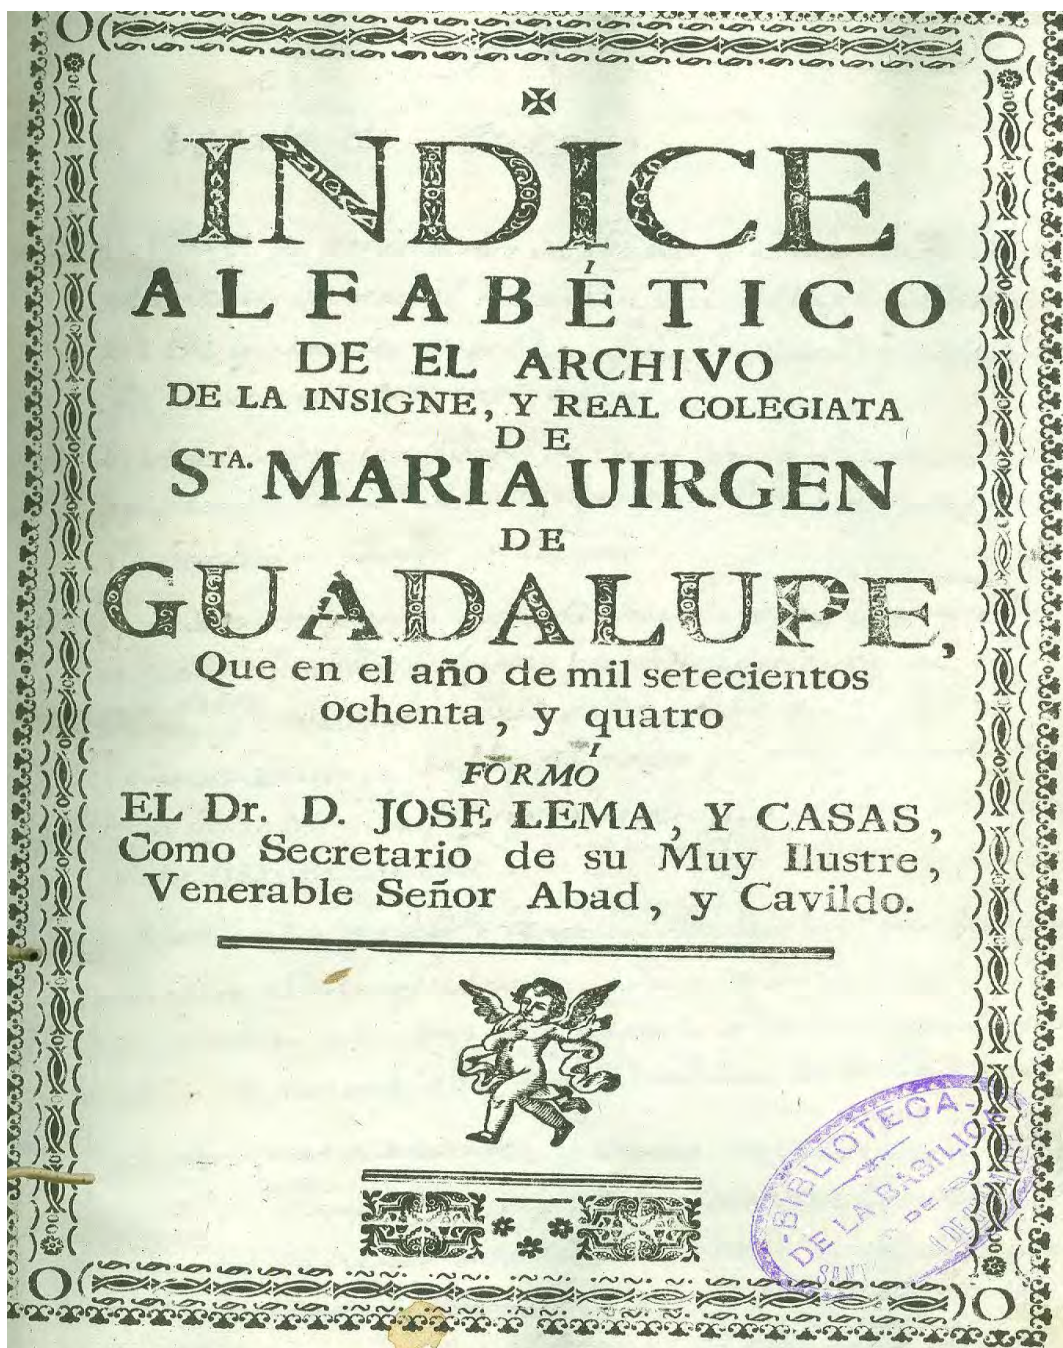 INDICE
ALFABÉTICO
DE EL ARCHIVO
DE LA INSIGNE, Y REAL COLEGIATA
DE
STA. MARIA UIRGEN
DE
GUADALUPE,
Que en el año de mil setecientos
ochenta, y quatro
FORMÓ
EL Dr. D. JOSE LEMA, Y CASAS,
Como Secretario de su Muy Ilustre,
Venerable Señor Abad, y Cavildo.
BIBLIOTECA
DE LA BASILICA
DE